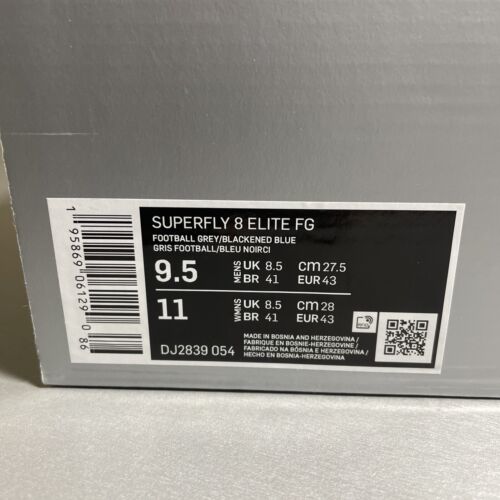 SUPERFLY 8 ELITE FG
FOOTBALL GREY/BLACKENED BLUE
GRIS FOOTBALL/BLEU NOIRCI
9.5 MENS UK 8.5 CM 27.5
BR 41 EUR 43
11 WMNS UK 8.5 CM 28
BR 41 EUR 43
DJ2839 054
MADE IN BOSNIA AND HERZEGOVINA /
FABRIQUE EN BOSNIE-HERZEGOVINE /
FABRICADO NA BÓSNIA E HERZEGOVINA /
HECHO EN BOSNIA-HERZEGOVINA
RFID
1 95869 06129 0 86